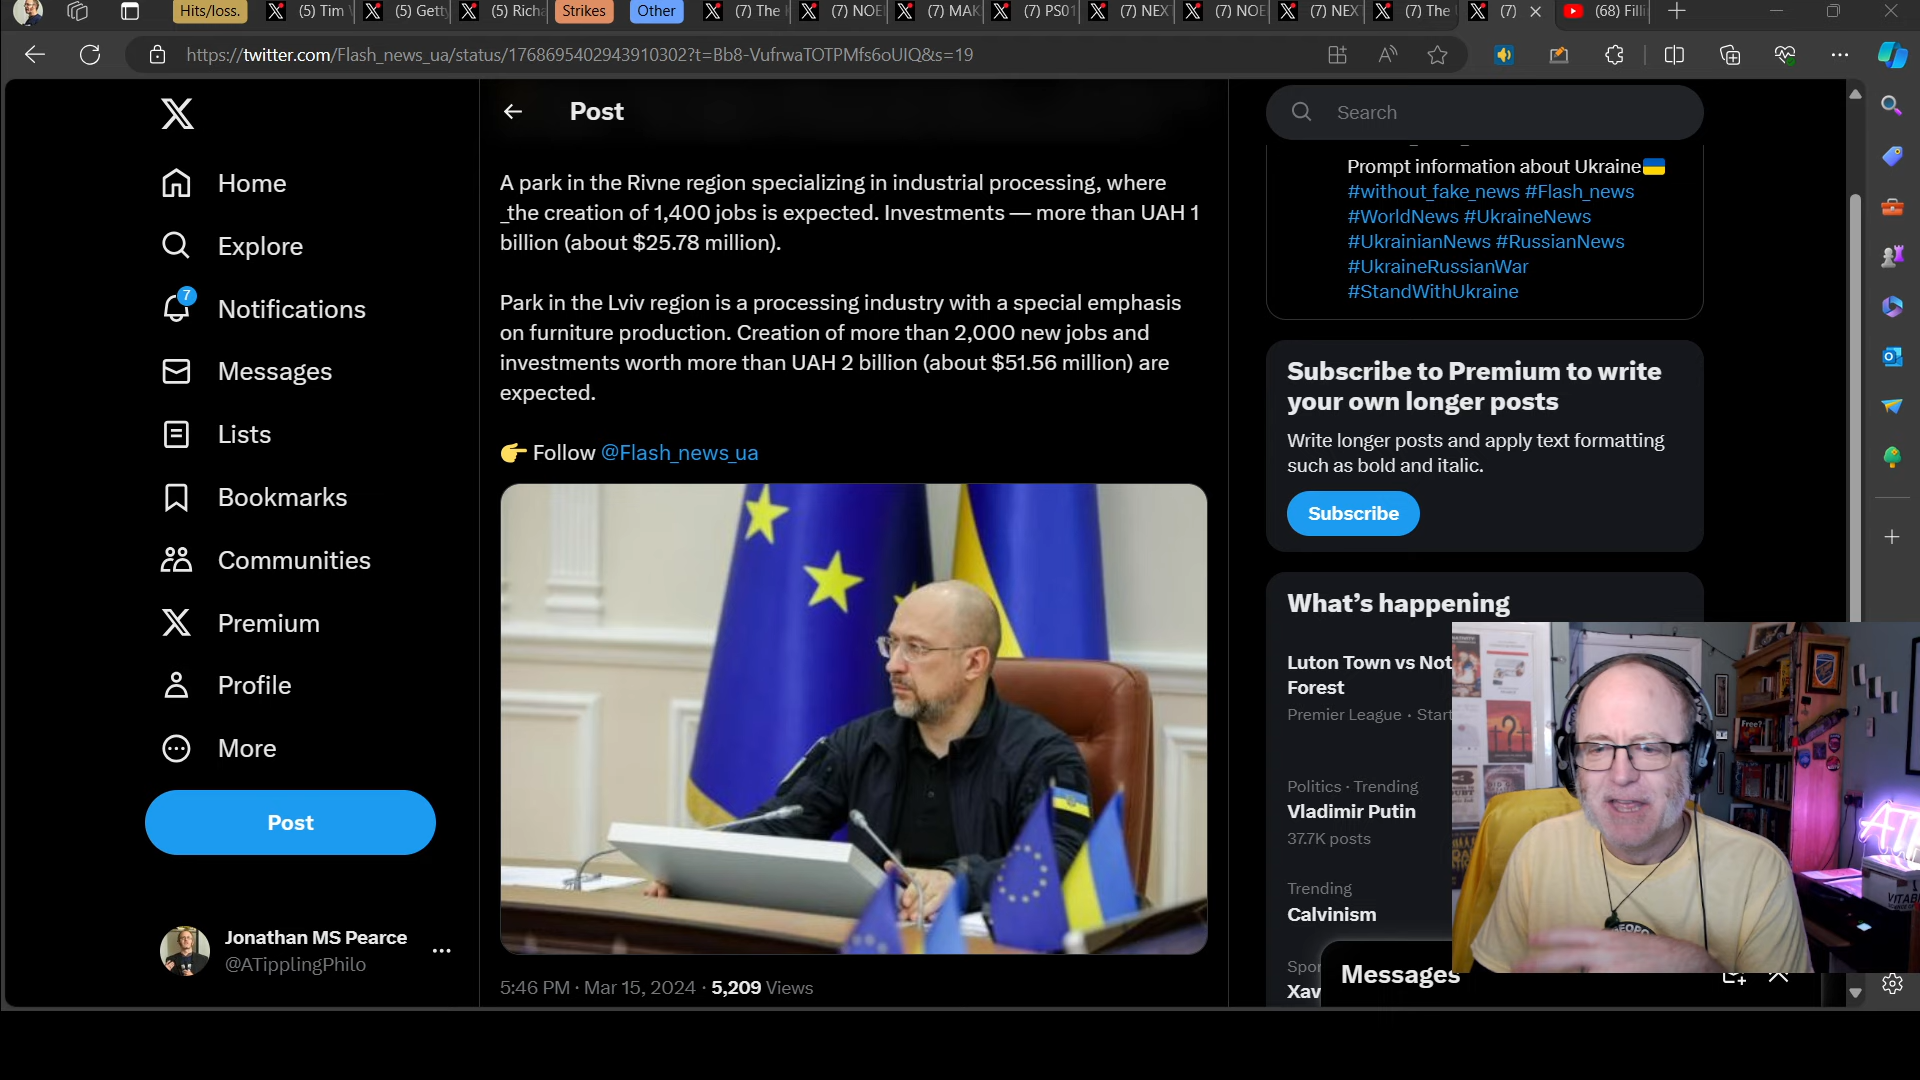 Hits/loss.
(5) Tim
(5) Gett
(5) Rich
Strikes
Other
(7) The
(7) NOE
(7) MAK
(7) PS01
(7) NEX
(7) NOE
(7) NEX
(7) The
(7)
(68) Filli
https://twitter.com/Flash_news_ua/status/1768695402943910302?t=Bb8-VufrwaTOTPMfs6oUIQ&s=19
Home
Explore
7
Notifications
Messages
Lists
Bookmarks
Communities
Premium
Profile
More
Post
Jonathan MS Pearce
@ATipplingPhilo
Post
A park in the Rivne region specializing in industrial processing, where
_the creation of 1,400 jobs is expected. Investments — more than UAH 1
billion (about $25.78 million).
Park in the Lviv region is a processing industry with a special emphasis
on furniture production. Creation of more than 2,000 new jobs and
investments worth more than UAH 2 billion (about $51.56 million) are
expected.
👉 Follow @Flash_news_ua
5:46 PM · Mar 15, 2024 · 5,209 Views
Search
Prompt information about Ukraine🇺🇦
#without_fake_news #Flash_news
#WorldNews #UkraineNews
#UkrainianNews #RussianNews
#UkraineRussianWar
#StandWithUkraine
Subscribe to Premium to write
your own longer posts
Write longer posts and apply text formatting
such as bold and italic.
Subscribe
What's happening
Luton Town vs Not
Forest
Premier League · Start
Politics · Trending
Vladimir Putin
37.7K posts
Trending
Calvinism
Spor
Xav
Messages
Free?